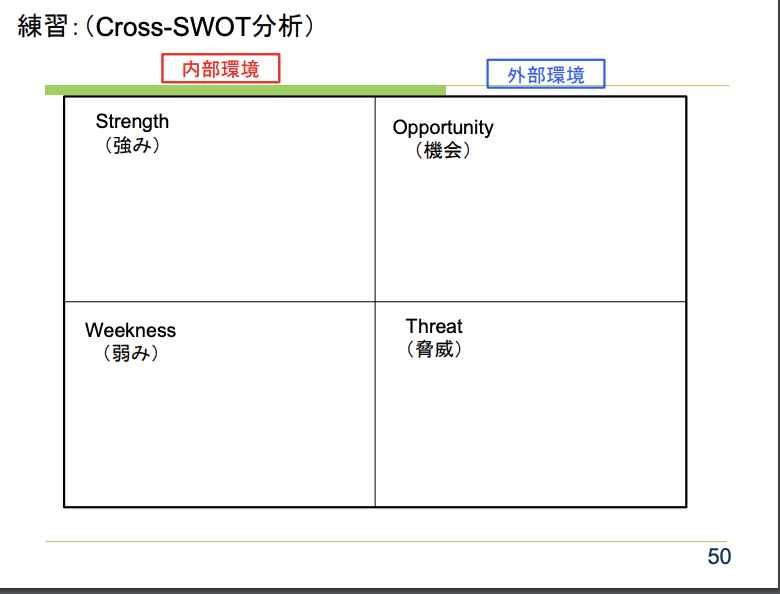 練習:（Cross-SWOT分析）
内部環境
外部環境
Strength
（強み）
Opportunity
（機会）
Weekness
（弱み）
Threat
（脅威）
50